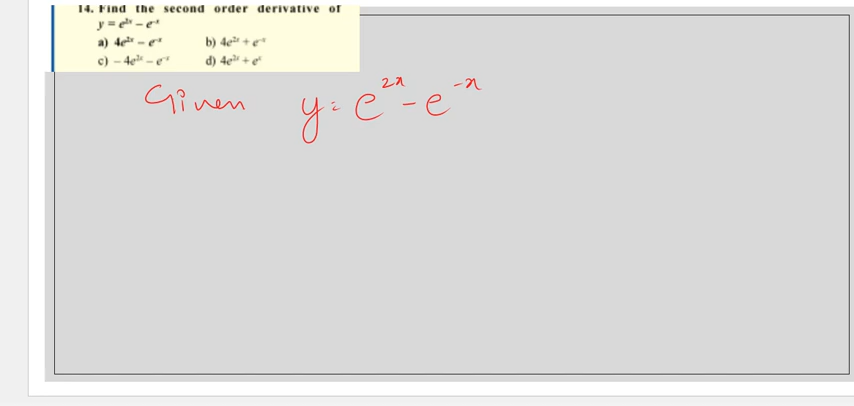 14. Find the second order derivative of
y = e²ˣ – e⁻ˣ
a) 4e²ˣ – e⁻ˣ b) 4e²ˣ + e⁻ˣ
c) – 4e²ˣ – e⁻ˣ d) 4e²ˣ + eˣ
Given y = e²ˣ – e⁻ˣ